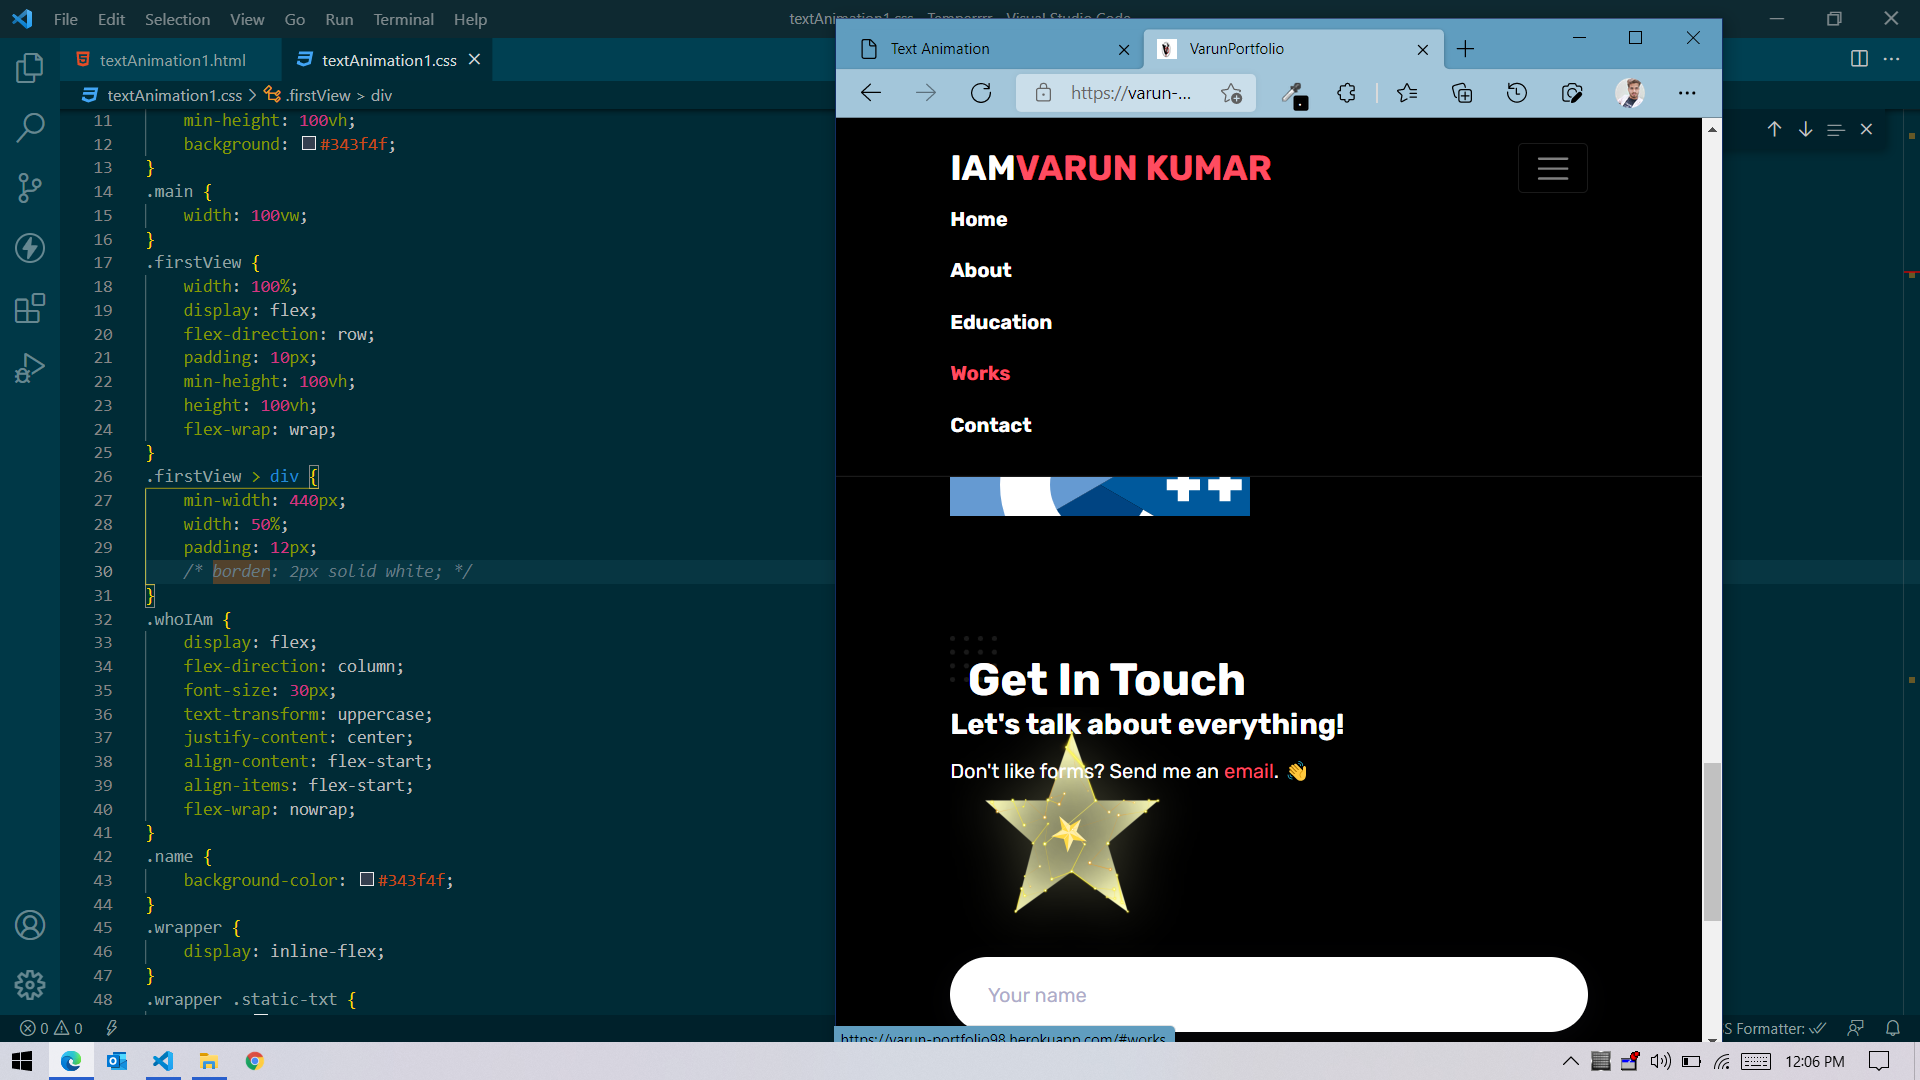 File Edit Selection View Go Run Terminal Help
textAnimation1.css - Temperrrr - Visual Studio Code
textAnimation1.html
textAnimation1.css
textAnimation1.css > .firstView > div
11 min-height: 100vh;
12 background: #343f4f;
13 }
14 .main {
15 width: 100vw;
16 }
17 .firstView {
18 width: 100%;
19 display: flex;
20 flex-direction: row;
21 padding: 10px;
22 min-height: 100vh;
23 height: 100vh;
24 flex-wrap: wrap;
25 }
26 .firstView > div {
27 min-width: 440px;
28 width: 50%;
29 padding: 12px;
30 /* border: 2px solid white; */
31 }
32 .whoIAm {
33 display: flex;
34 flex-direction: column;
35 font-size: 30px;
36 text-transform: uppercase;
37 justify-content: center;
38 align-content: flex-start;
39 align-items: flex-start;
40 flex-wrap: nowrap;
41 }
42 .name {
43 background-color: #343f4f;
44 }
45 .wrapper {
46 display: inline-flex;
47 }
48 .wrapper .static-txt {
0 0
Text Animation
VarunPortfolio
https://varun-...
IAMVARUN KUMAR
Home
About
Education
Works
Contact
++
Get In Touch
Let's talk about everything!
Don't like forms? Send me an email. 👋
Your name
https://varun-portfolio98.herokuapp.com/#works
S Formatter:
12:06 PM